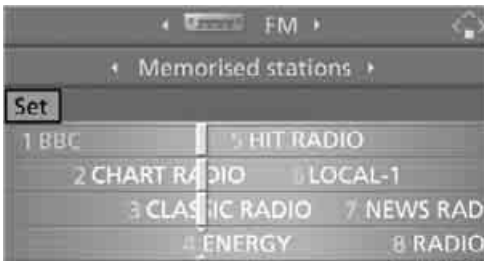 FM
Memorised stations
Set
1 BBC 5 HIT RADIO
2 CHART RADIO 6 LOCAL-1
3 CLASSIC RADIO 7 NEWS RAD
4 ENERGY 8 RADIO